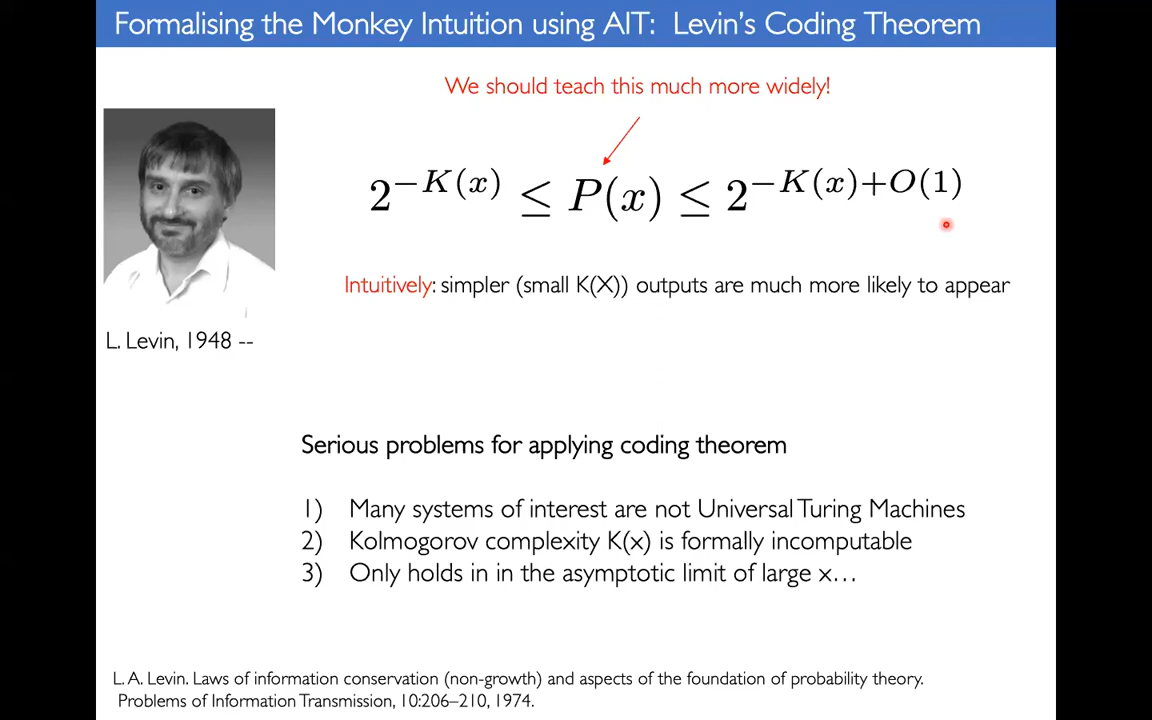 Formalising the Monkey Intuition using AIT: Levin's Coding Theorem
We should teach this much more widely!
2^{-K(x)} ≤ P(x) ≤ 2^{-K(x)+O(1)}
Intuitively: simpler (small K(X)) outputs are much more likely to appear
L. Levin, 1948 --
Serious problems for applying coding theorem
1) Many systems of interest are not Universal Turing Machines
2) Kolmogorov complexity K(x) is formally incomputable
3) Only holds in in the asymptotic limit of large x…
L. A. Levin. Laws of information conservation (non-growth) and aspects of the foundation of probability theory.
Problems of Information Transmission, 10:206–210, 1974.